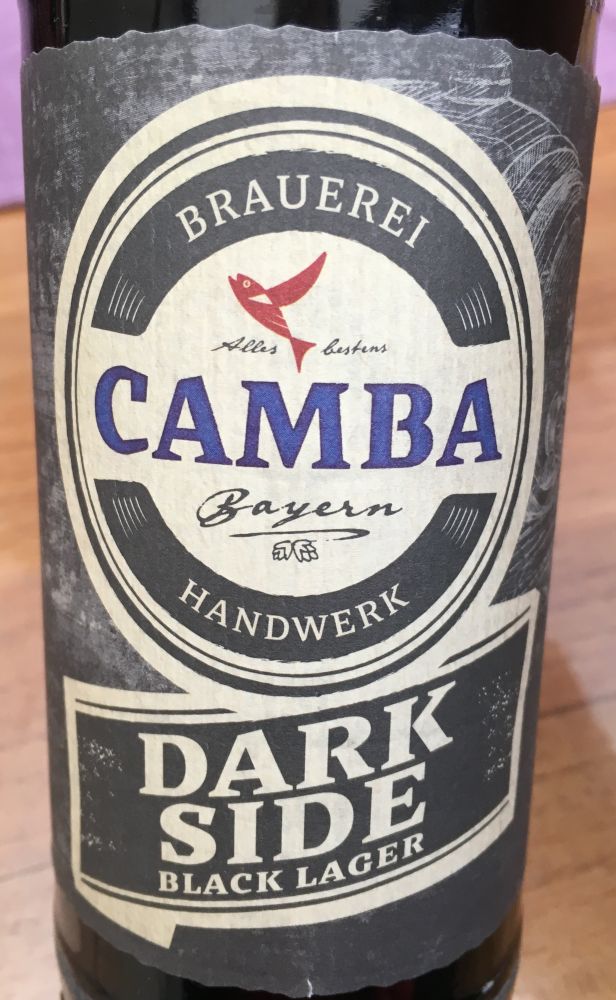 BRAUEREI
Alles bestens
CAMBA
Bayern
HANDWERK
DARK
SIDE
BLACK LAGER